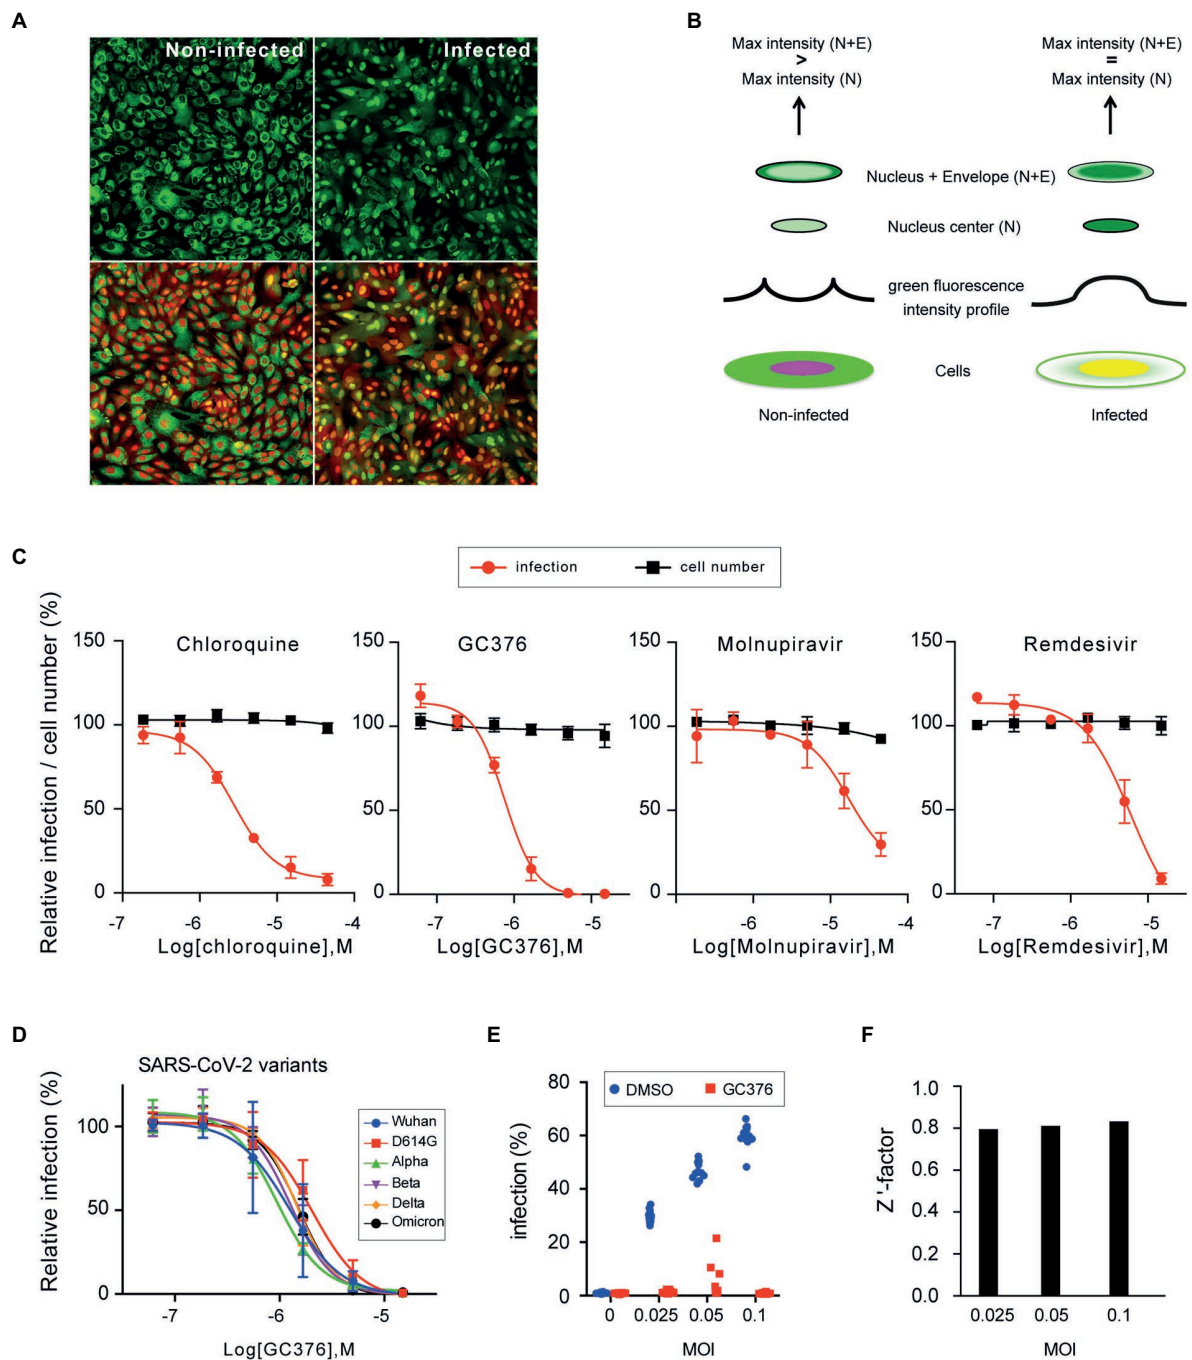 A
Non-infected
Infected
B
Max intensity (N+E)
>
Max intensity (N)
Max intensity (N+E)
=
Max intensity (N)
Nucleus + Envelope (N+E)
Nucleus center (N)
green fluorescence
intensity profile
Cells
Non-infected
Infected
C
infection
cell number
Relative infection / cell number (%)
Chloroquine
150
100
50
0
-7 -6 -5 -4
Log[chloroquine],M
GC376
150
100
50
0
-7 -6 -5
Log[GC376],M
Molnupiravir
150
100
50
0
-7 -6 -5 -4
Log[Molnupiravir],M
Remdesivir
150
100
50
0
-7 -6 -5
Log[Remdesivir],M
D
SARS-CoV-2 variants
Relative infection (%)
100
50
0
-7 -6 -5
Log[GC376],M
Wuhan
D614G
Alpha
Beta
Delta
Omicron
E
DMSO
GC376
infection (%)
80
60
40
20
0
0 0.025 0.05 0.1
MOI
F
Z'-factor
1.0
0.8
0.6
0.4
0.2
0.0
0.025 0.05 0.1
MOI